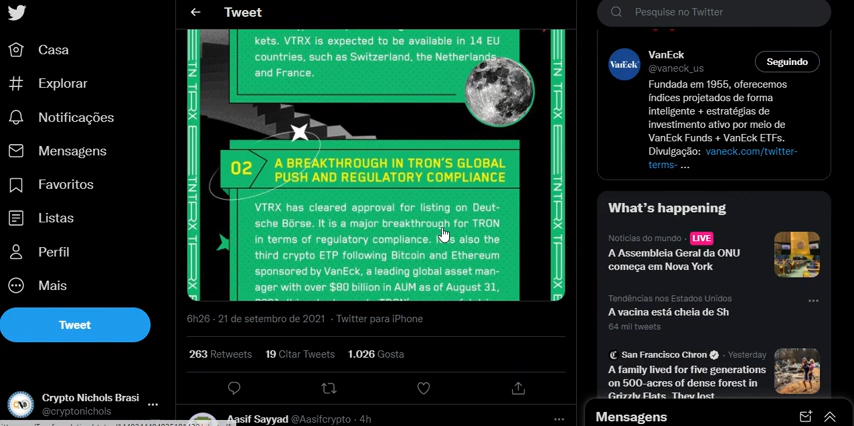 Casa
Explorar
Notificações
Mensagens
Favoritos
Listas
Perfil
Mais
Tweet
Crypto Nichols Brasi
@cryptonichols
Tweet
kets. VTRX is expected to be available in 14 EU
countries, such as Switzerland, the Netherlands,
and France.
02
A BREAKTHROUGH IN TRON'S GLOBAL
PUSH AND REGULATORY COMPLIANCE
VTRX has cleared approval for listing on Deut-
sche Börse. It is a major breakthrough for TRON
in terms of regulatory compliance. also the
third crypto ETP following Bitcoin and Ethereum
sponsored by VanEck, a leading global asset man-
ager with over $80 billion in AUM as of August 31,
6h26 · 21 de setembro de 2021 · Twitter para iPhone
263 Retweets 19 Citar Tweets 1.026 Gosta
Aasif Sayyad @Aasifcrypto · 4h
Pesquise no Twitter
VanEck
VanEck
@vaneck_us
Seguindo
Fundada em 1955, oferecemos
índices projetados de forma
inteligente + estratégias de
investimento ativo por meio de
VanEck Funds + VanEck ETFs.
Divulgação: vaneck.com/twitter-
terms- ...
What's happening
Notícias do mundo · LIVE
A Assembleia Geral da ONU
começa em Nova York
Tendências nos Estados Unidos
A vacina está cheia de Sh
64 mil tweets
San Francisco Chron · Yesterday
A family lived for five generations
on 500-acres of dense forest in
Grizzly Flats. They lost
Mensagens